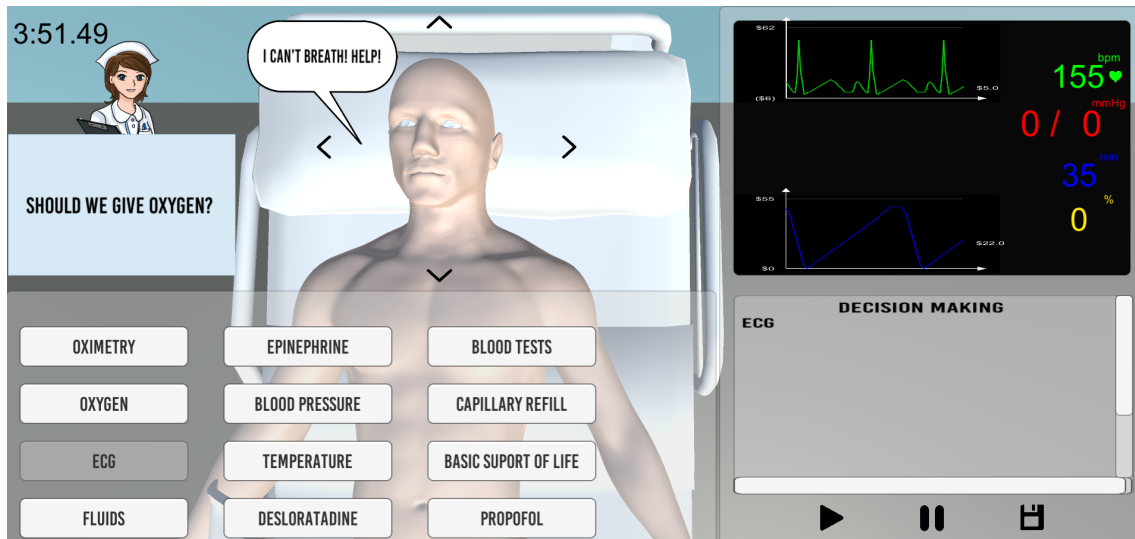 3:51.49
I CAN'T BREATH! HELP!
SHOULD WE GIVE OXYGEN?
OXIMETRY
EPINEPHRINE
BLOOD TESTS
OXYGEN
BLOOD PRESSURE
CAPILLARY REFILL
ECG
TEMPERATURE
BASIC SUPORT OF LIFE
FLUIDS
DESLORATADINE
PROPOFOL
$62
($6)
$5.0
bpm
155
mmHg
0 / 0
min
35
%
0
$55
$0
$22.0
DECISION MAKING
ECG